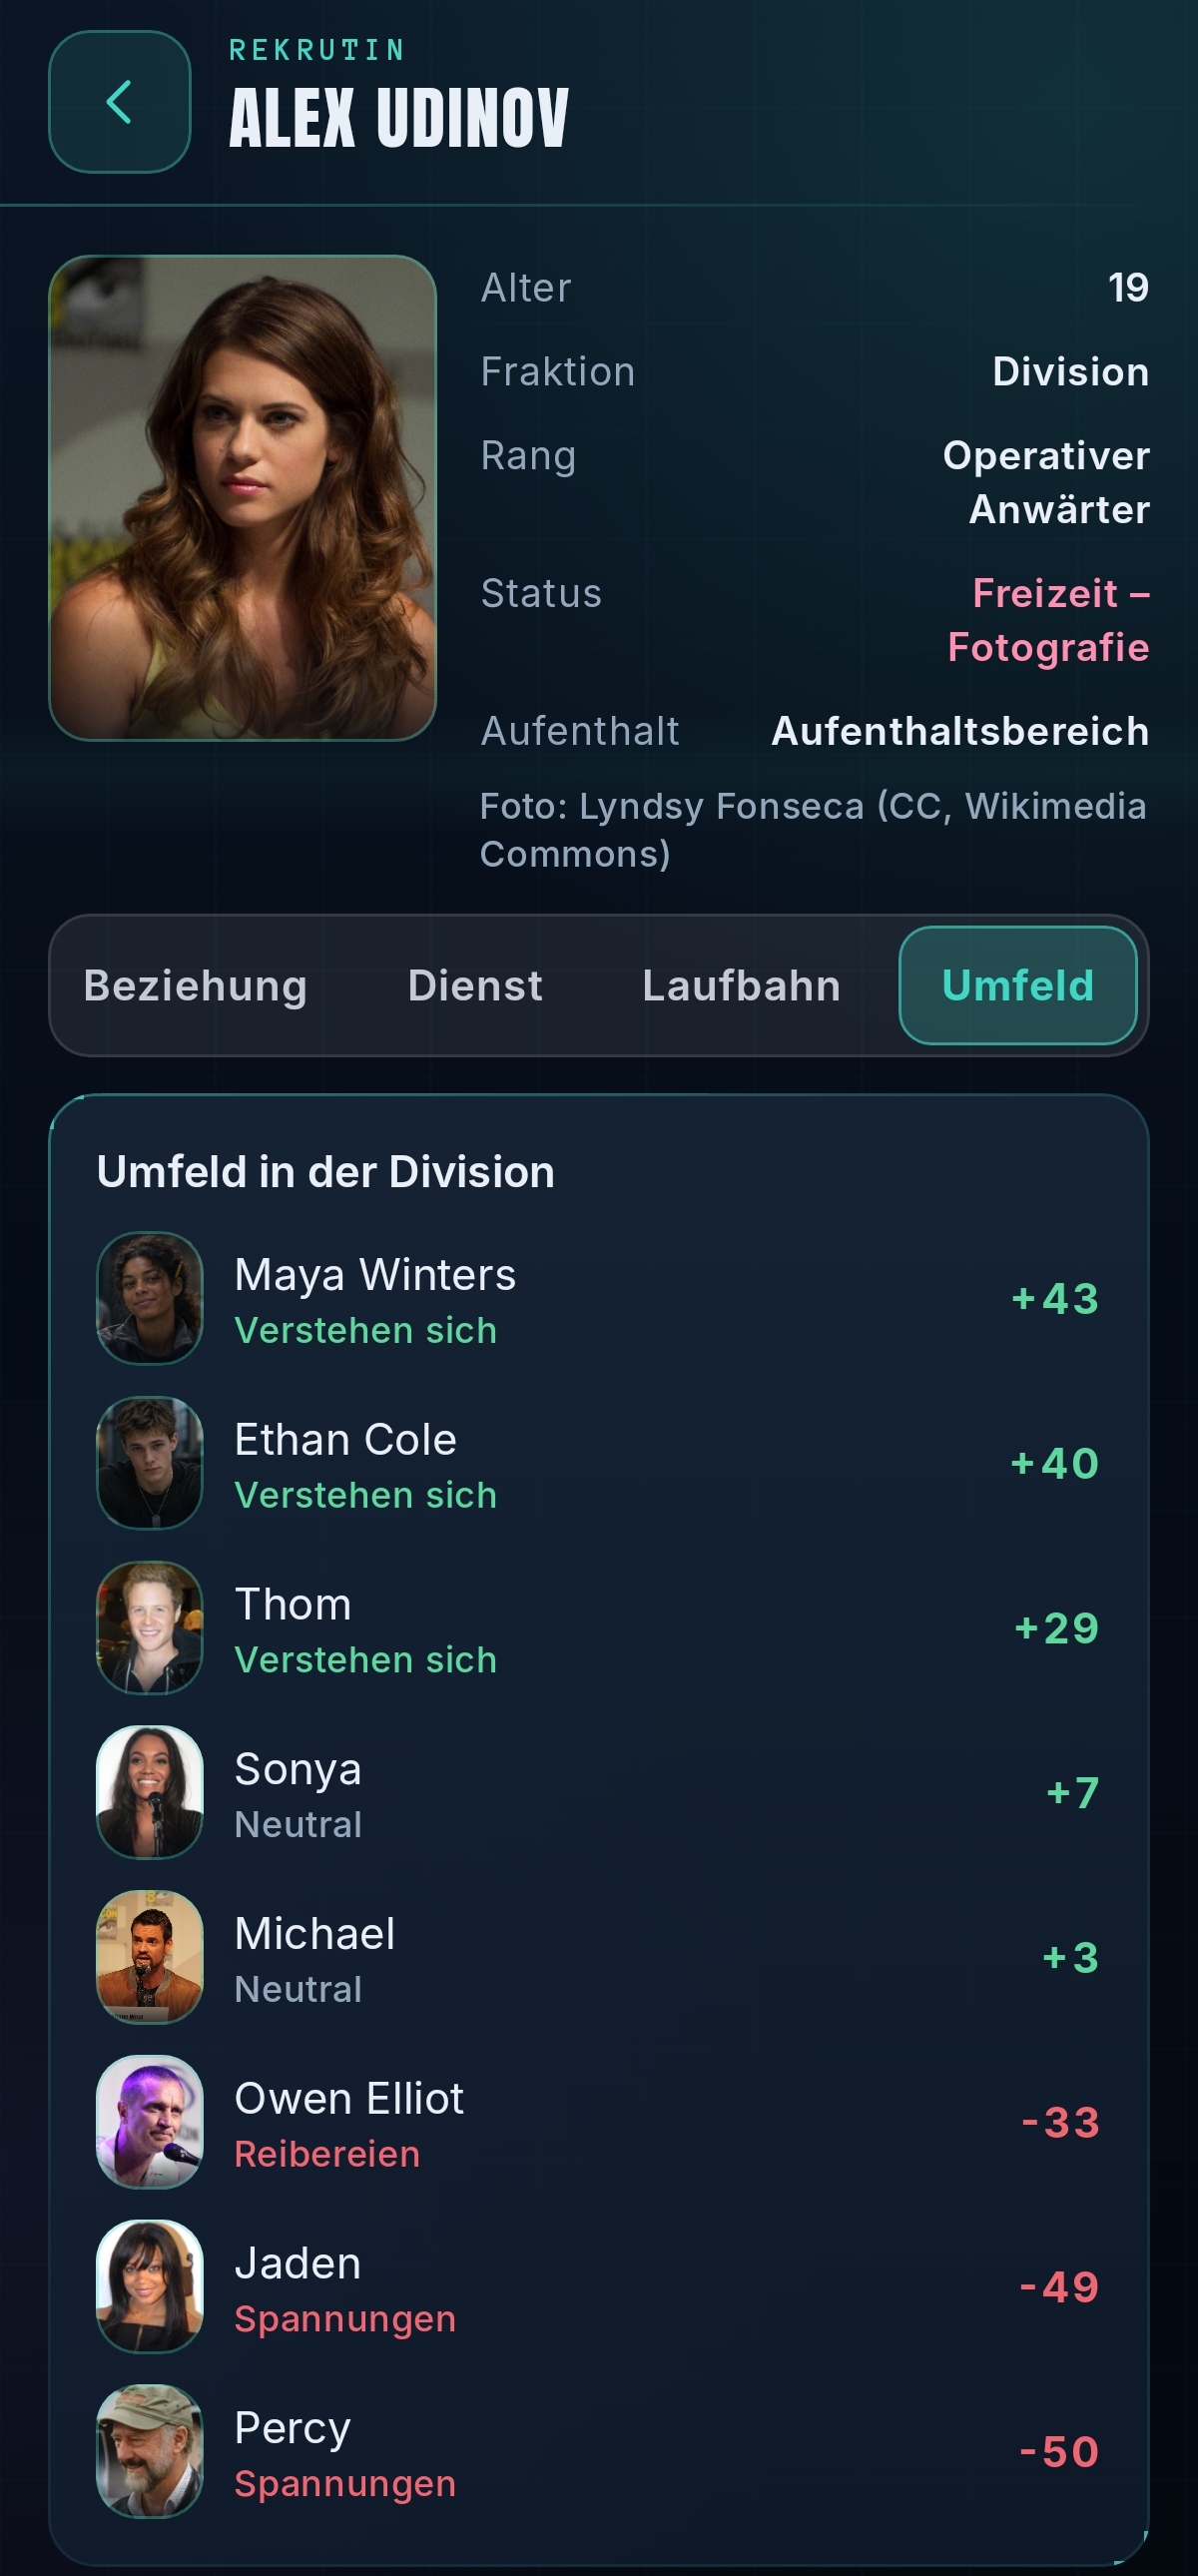 REKRUTIN
ALEX UDINOV
Alter 19
Fraktion Division
Rang Operativer
Anwärter
Status Freizeit –
Fotografie
Aufenthalt Aufenthaltsbereich
Foto: Lyndsy Fonseca (CC, Wikimedia
Commons)
Beziehung Dienst Laufbahn Umfeld
Umfeld in der Division
Maya Winters
Verstehen sich
+43
Ethan Cole
Verstehen sich
+40
Thom
Verstehen sich
+29
Sonya
Neutral
+7
Michael
Neutral
+3
Owen Elliot
Reibereien
-33
Jaden
Spannungen
-49
Percy
Spannungen
-50